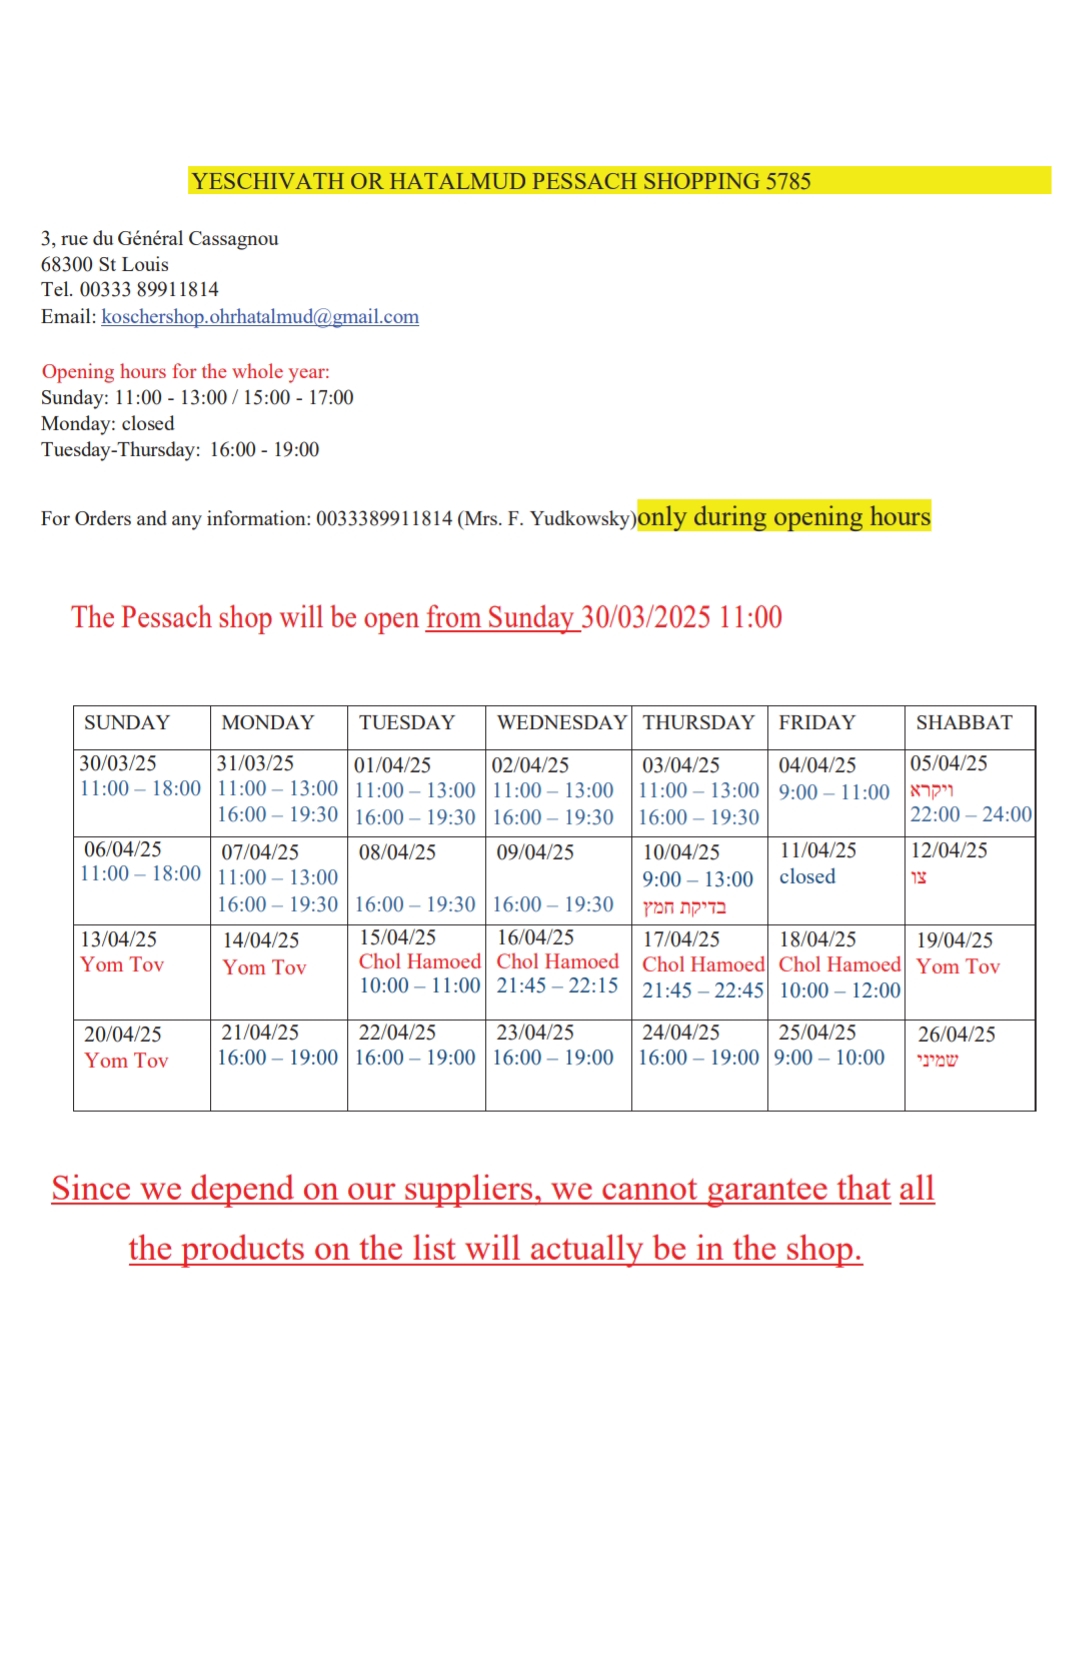 YESCHIVATH OR HATALMUD PESSACH SHOPPING 5785
3, rue du Général Cassagnou
68300 St Louis
Tel. 00333 89911814
Email: koschershop.ohrhatalmud@gmail.com
Opening hours for the whole year:
Sunday: 11:00 - 13:00 / 15:00 - 17:00
Monday: closed
Tuesday-Thursday: 16:00 - 19:00
For Orders and any information: 0033389911814 (Mrs. F. Yudkowsky)only during opening hours
The Pessach shop will be open from Sunday 30/03/2025 11:00
SUNDAY MONDAY TUESDAY WEDNESDAY THURSDAY FRIDAY SHABBAT
30/03/25 31/03/25 01/04/25 02/04/25 03/04/25 04/04/25 05/04/25
11:00 – 18:00 11:00 – 13:00 11:00 – 13:00 11:00 – 13:00 11:00 – 13:00 9:00 – 11:00 ויקרא
16:00 – 19:30 16:00 – 19:30 16:00 – 19:30 16:00 – 19:30 22:00 – 24:00
06/04/25 07/04/25 08/04/25 09/04/25 10/04/25 11/04/25 12/04/25
11:00 – 18:00 11:00 – 13:00 9:00 – 13:00 closed צו
16:00 – 19:30 16:00 – 19:30 16:00 – 19:30 בדיקת חמץ
13/04/25 14/04/25 15/04/25 16/04/25 17/04/25 18/04/25 19/04/25
Yom Tov Yom Tov Chol Hamoed Chol Hamoed Chol Hamoed Chol Hamoed Yom Tov
10:00 – 11:00 21:45 – 22:15 21:45 – 22:45 10:00 – 12:00
20/04/25 21/04/25 22/04/25 23/04/25 24/04/25 25/04/25 26/04/25
Yom Tov 16:00 – 19:00 16:00 – 19:00 16:00 – 19:00 16:00 – 19:00 9:00 – 10:00 שמיני
Since we depend on our suppliers, we cannot garantee that all
the products on the list will actually be in the shop.